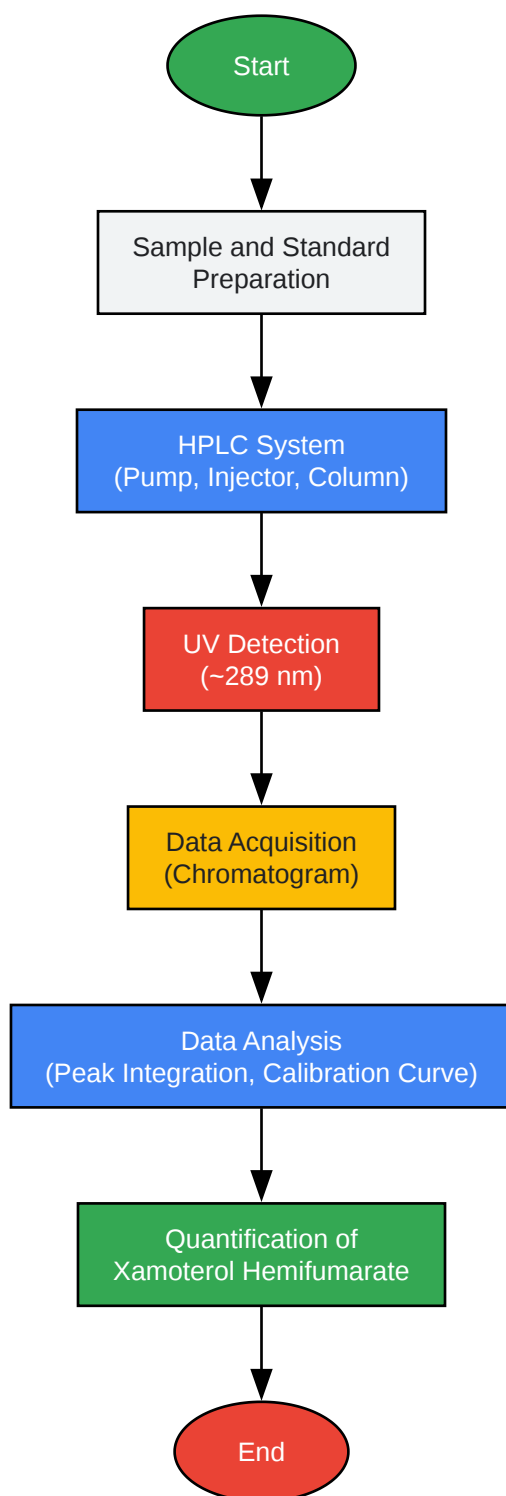 Start
Sample and Standard
Preparation
HPLC System
(Pump, Injector, Column)
UV Detection
(~289 nm)
Data Acquisition
(Chromatogram)
Data Analysis
(Peak Integration, Calibration Curve)
Quantification of
Xamoterol Hemifumarate
End